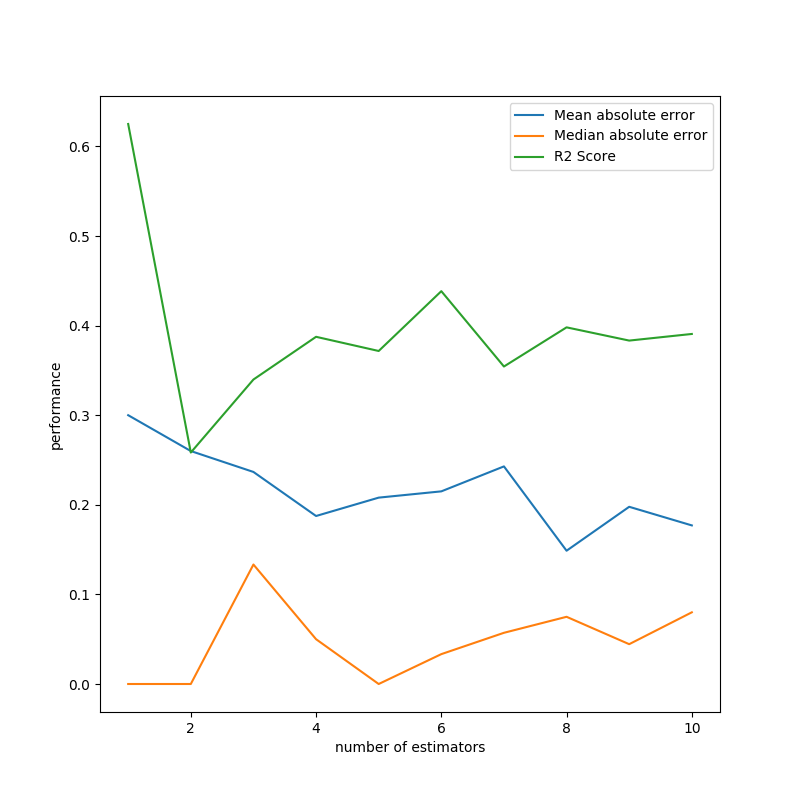 Mean absolute error
Median absolute error
R2 Score
0.6
0.5
0.4
0.3
0.2
0.1
0.0
performance
2 4 6 8 10
number of estimators